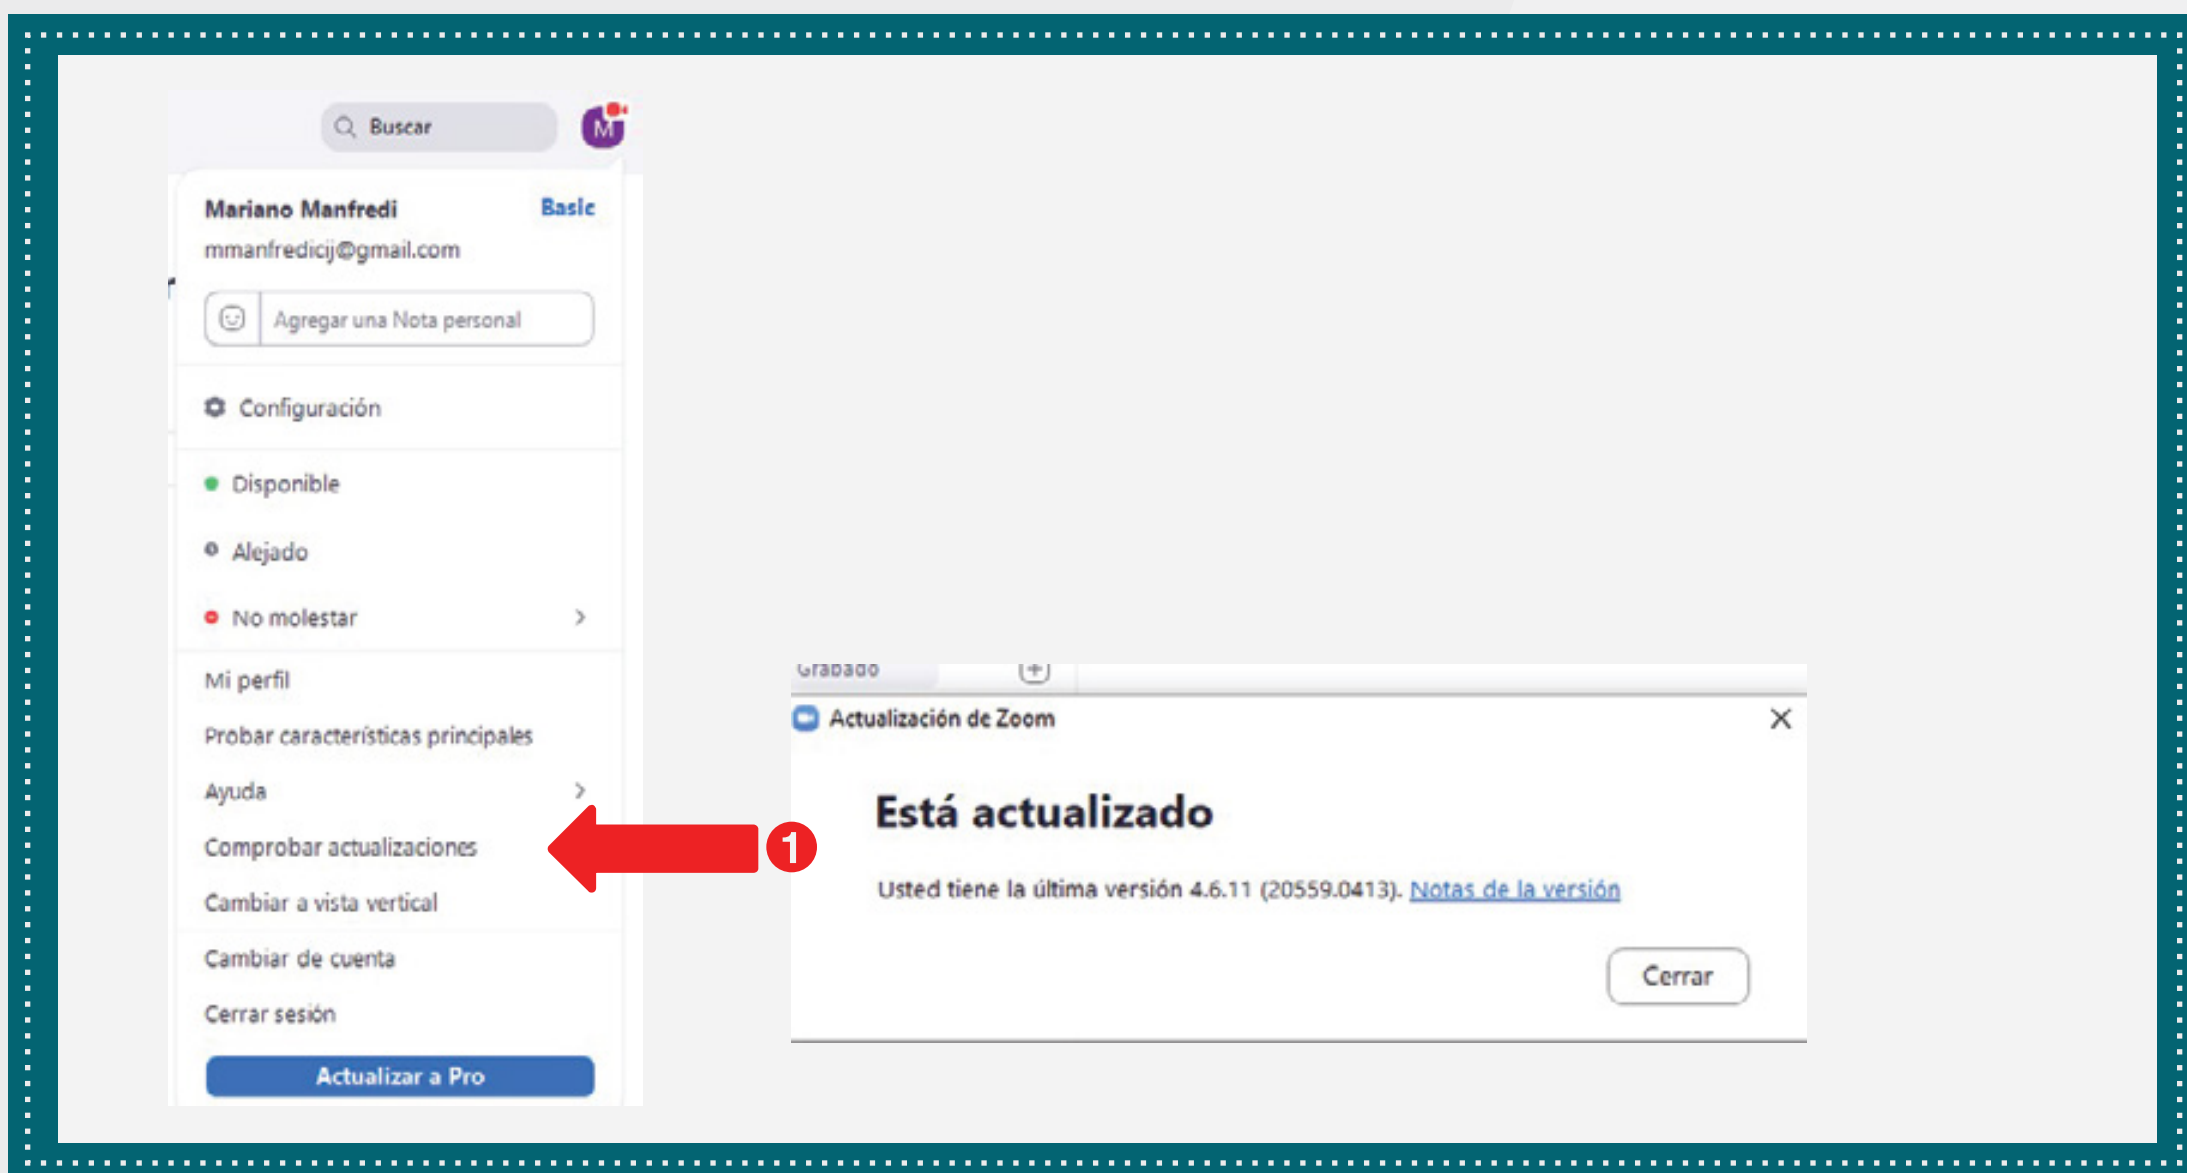 Buscar
M
Mariano Manfredi Basic
mmanfredicij@gmail.com
Agregar una Nota personal
Configuración
Disponible
Alejado
No molestar
Mi perfil
Probar características principales
Ayuda
Comprobar actualizaciones
Cambiar a vista vertical
Cambiar de cuenta
Cerrar sesión
Actualizar a Pro
1
Grabado
Actualización de Zoom
Está actualizado
Usted tiene la última versión 4.6.11 (20559.0413). Notas de la versión
Cerrar